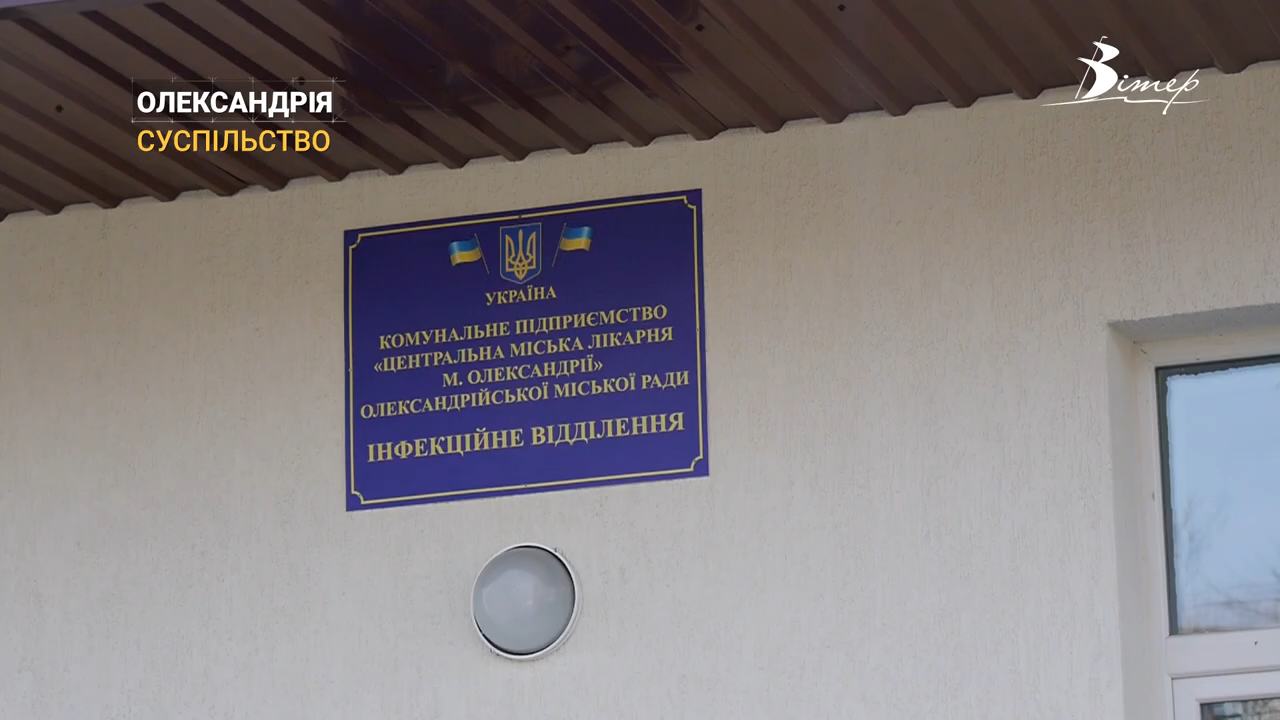 ОЛЕКСАНДРІЯ
СУСПІЛЬСТВО
Вітер
УКРАЇНА
КОМУНАЛЬНЕ ПІДПРИЄМСТВО
«ЦЕНТРАЛЬНА МІСЬКА ЛІКАРНЯ
М. ОЛЕКСАНДРІЇ»
ОЛЕКСАНДРІЙСЬКОЇ МІСЬКОЇ РАДИ
ІНФЕКЦІЙНЕ ВІДДІЛЕННЯ